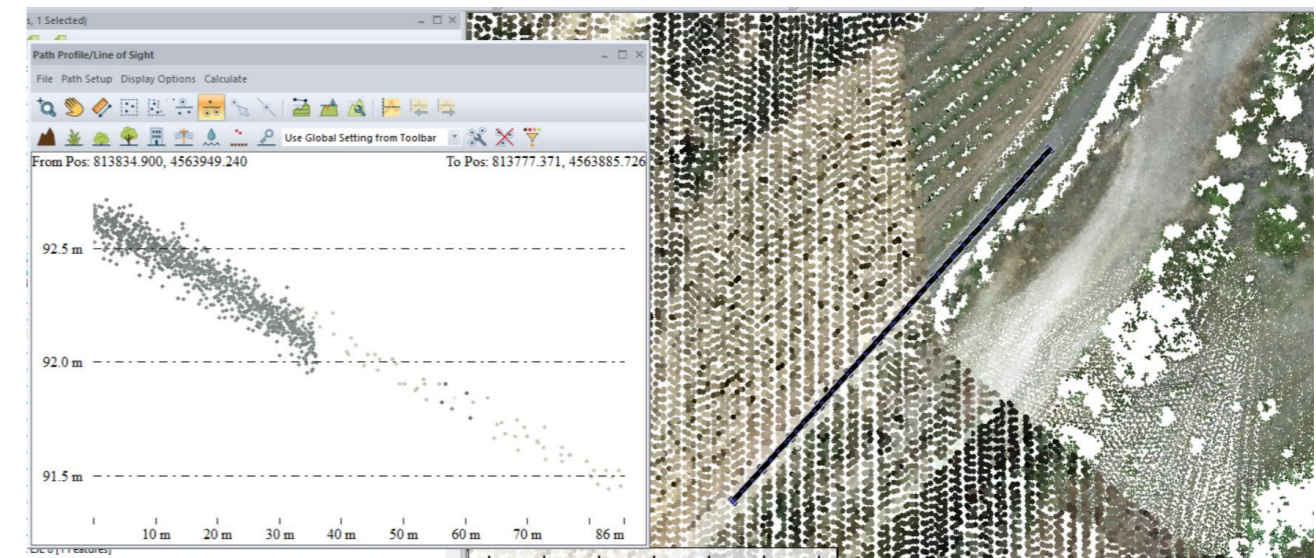 s, 1 Selected)
Path Profile/Line of Sight
File Path Setup Display Options Calculate
Use Global Setting from Toolbar
From Pos: 813834.900, 4563949.240 To Pos: 813777.371, 4563885.726
92.5 m
92.0 m
91.5 m
10 m 20 m 30 m 40 m 50 m 60 m 70 m 86 m